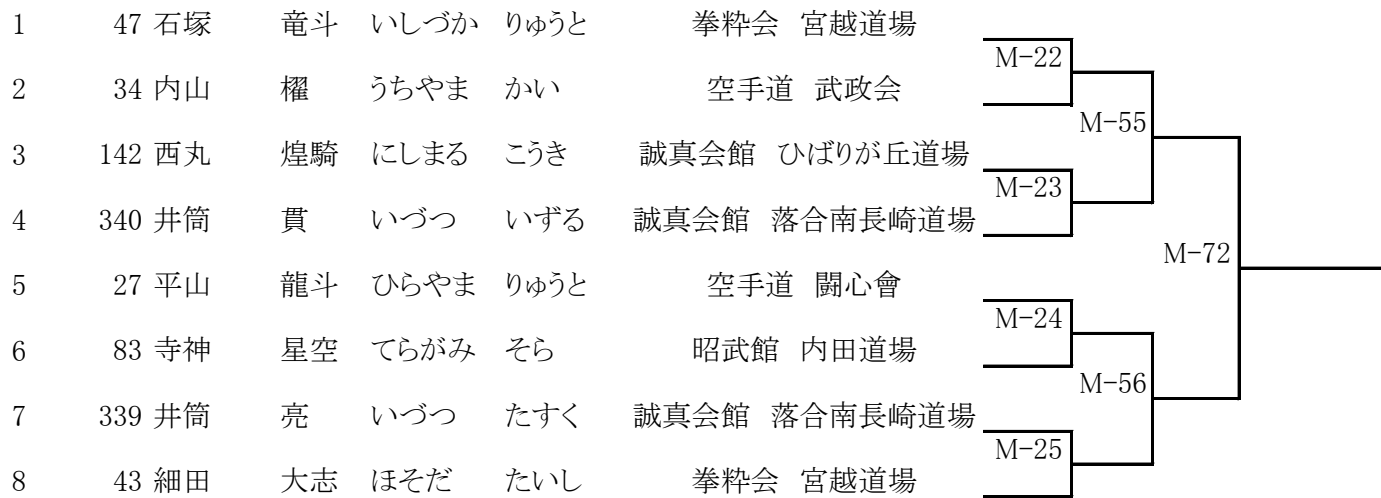 1 47 石塚 竜斗 いしづか りゅうと 拳粋会 宮越道場
M-22
2 34 内山 櫂 うちやま かい 空手道 武政会
M-55
3 142 西丸 煌騎 にしまる こうき 誠真会館 ひばりが丘道場
M-23
4 340 井筒 貫 いづつ いずる 誠真会館 落合南長崎道場
M-72
5 27 平山 龍斗 ひらやま りゅうと 空手道 闘心會
M-24
6 83 寺神 星空 てらがみ そら 昭武館 内田道場
M-56
7 339 井筒 亮 いづつ たすく 誠真会館 落合南長崎道場
M-25
8 43 細田 大志 ほそだ たいし 拳粋会 宮越道場